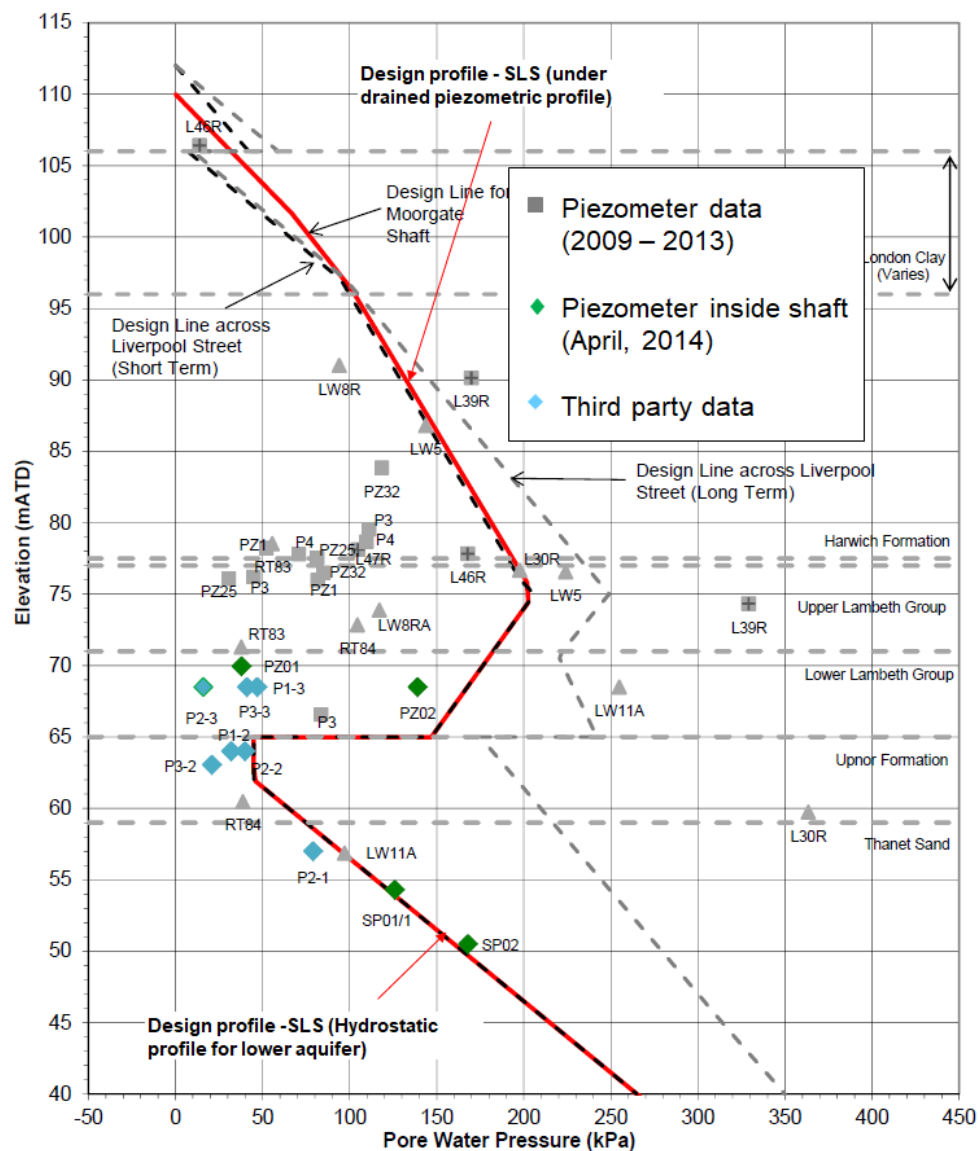 115
110
105
100
95
90
85
80
75
70
65
60
55
50
45
40
Elevation (mATD)
-50
0
50
100
150
200
250
300
350
400
450
Pore Water Pressure (kPa)
Design profile - SLS (under
drained piezometric profile)
L46R
Design Line for
Moorgate
Shaft
Piezometer data
(2009 – 2013)
Piezometer inside shaft
(April, 2014)
Third party data
London Clay
(Varies)
Design Line across
Liverpool Street
(Short Term)
LW8R
L39R
LW5
Design Line across Liverpool
Street (Long Term)
PZ32
P3
P4
PZ1
P4
PZ25
L47R
RT83
PZ32
PZ25
P3
PZ1
L46R
L30R
LW5
Harwich Formation
L39R
Upper Lambeth Group
LW8RA
RT84
RT83
PZ01
Lower Lambeth Group
P1-3
P3-3
P2-3
PZ02
LW11A
P3
P1-2
P3-2
P2-2
Upnor Formation
RT84
L30R
Thanet Sand
P2-1
LW11A
SP01/1
SP02
Design profile -SLS (Hydrostatic
profile for lower aquifer)